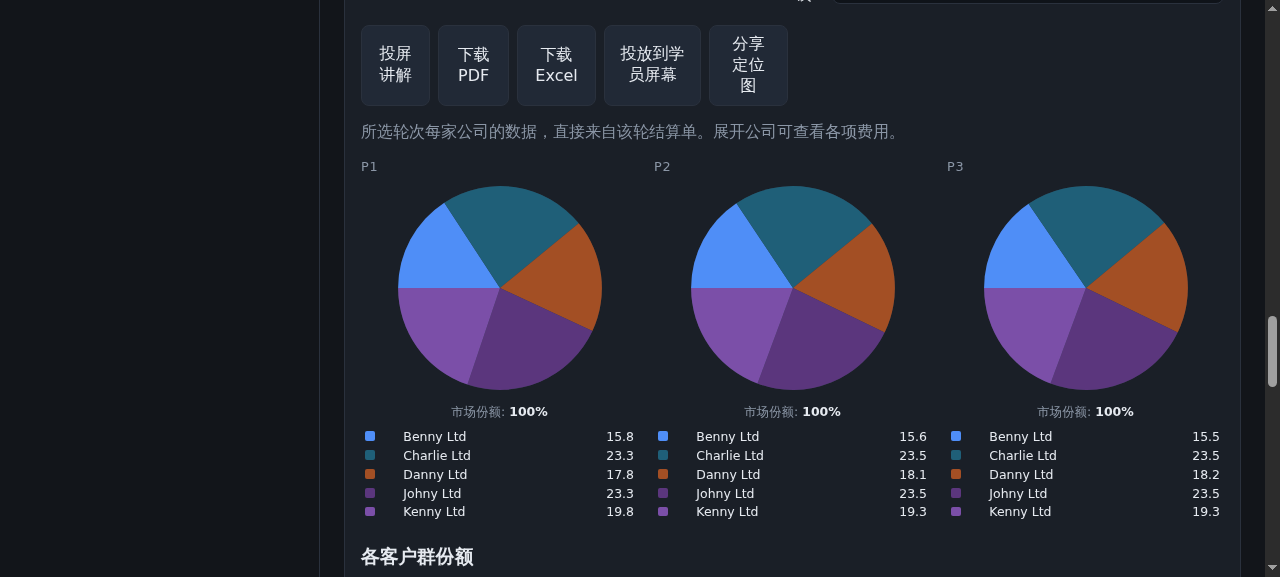 投屏
讲解
下载
PDF
下载
Excel
投放到学
员屏幕
分享
定位
图
所选轮次每家公司的数据，直接来自该轮结算单。展开公司可查看各项费用。
P1
P2
P3
市场份额: 100%
市场份额: 100%
市场份额: 100%
Benny Ltd 15.8
Charlie Ltd 23.3
Danny Ltd 17.8
Johny Ltd 23.3
Kenny Ltd 19.8
Benny Ltd 15.6
Charlie Ltd 23.5
Danny Ltd 18.1
Johny Ltd 23.5
Kenny Ltd 19.3
Benny Ltd 15.5
Charlie Ltd 23.5
Danny Ltd 18.2
Johny Ltd 23.5
Kenny Ltd 19.3
各客户群份额